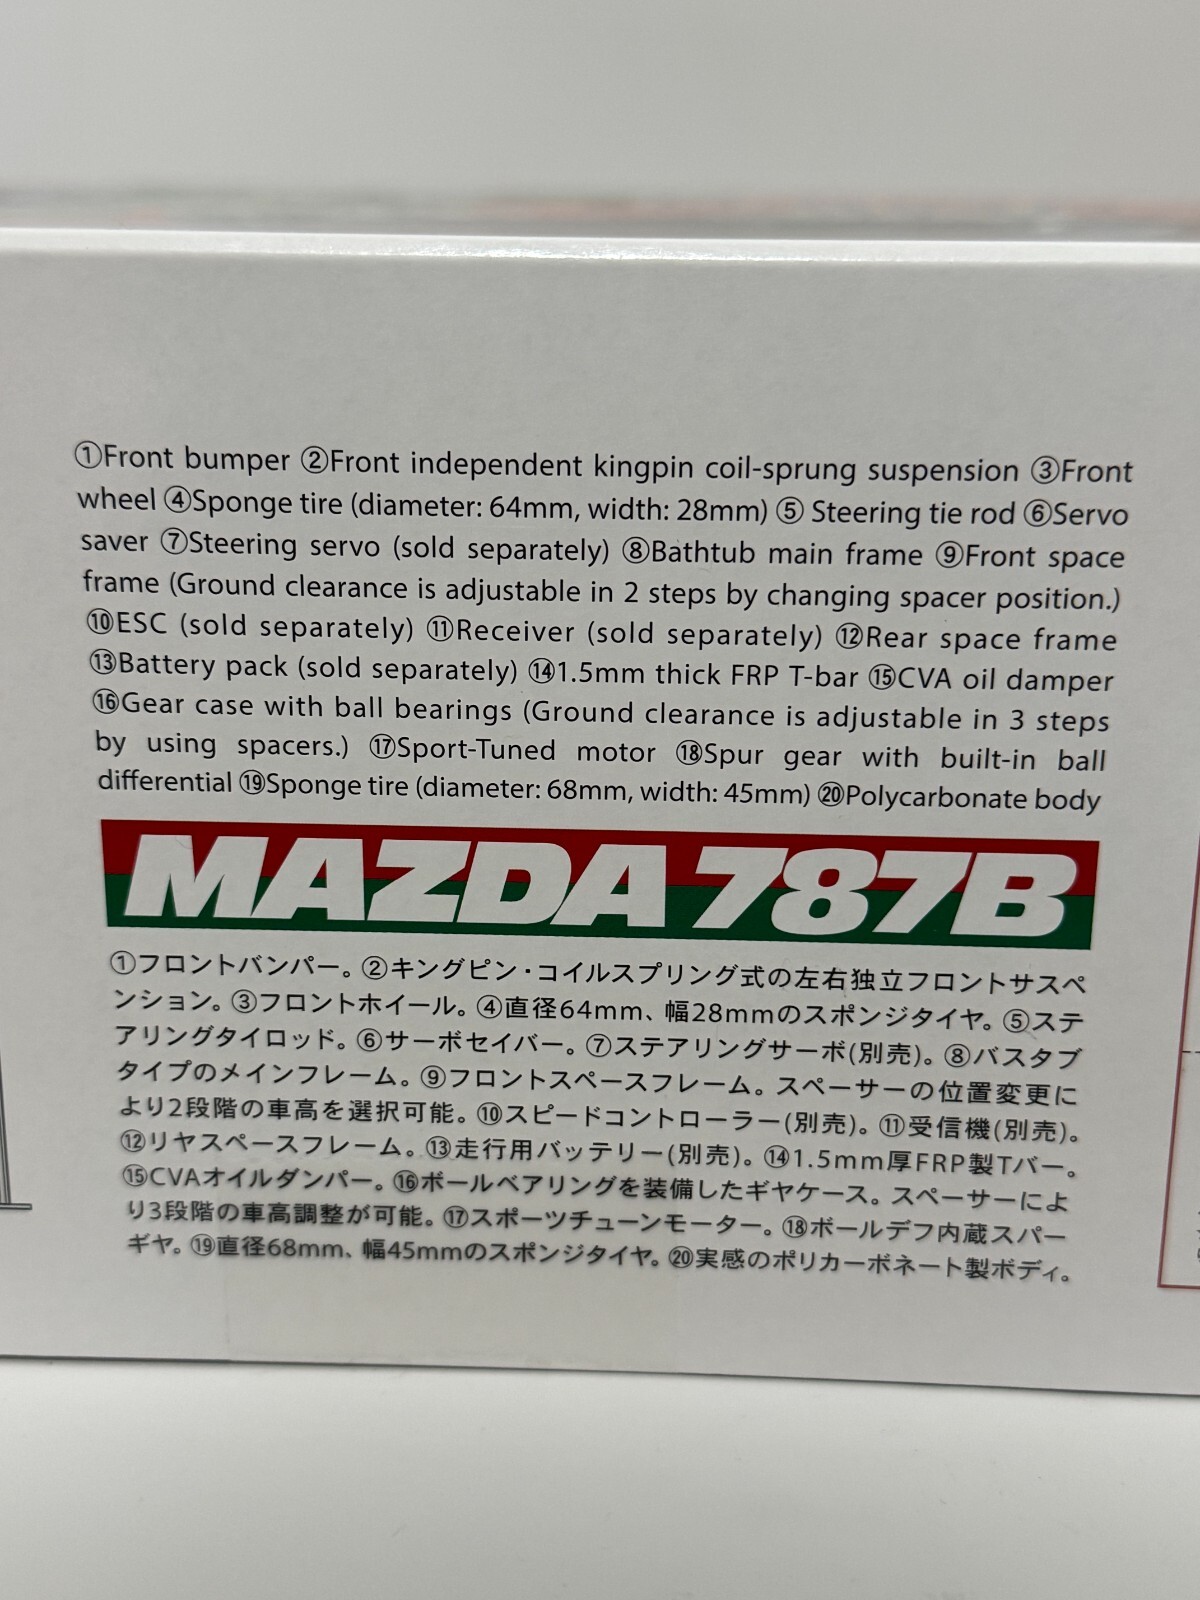 ①Front bumper ②Front independent kingpin coil-sprung suspension ③Front
wheel ④Sponge tire (diameter: 64mm, width: 28mm) ⑤ Steering tie rod ⑥Servo
saver ⑦Steering servo (sold separately) ⑧Bathtub main frame ⑨Front space
frame (Ground clearance is adjustable in 2 steps by changing spacer position.)
⑩ESC (sold separately) ⑪Receiver (sold separately) ⑫Rear space frame
⑬Battery pack (sold separately) ⑭1.5mm thick FRP T-bar ⑮CVA oil damper
⑯Gear case with ball bearings (Ground clearance is adjustable in 3 steps
by using spacers.) ⑰Sport-Tuned motor ⑱Spur gear with built-in ball
differential ⑲Sponge tire (diameter: 68mm, width: 45mm) ⑳Polycarbonate body
MAZDA 787B
①フロントバンパー。②キングピン・コイルスプリング式の左右独立フロントサスペ
ンション。③フロントホイール。④直径64mm、幅28mmのスポンジタイヤ。⑤ステ
アリングタイロッド。⑥サーボセイバー。⑦ステアリングサーボ(別売)。⑧バスタブ
タイプのメインフレーム。⑨フロントスペースフレーム。スペーサーの位置変更に
より2段階の車高を選択可能。⑩スピードコントローラー(別売)。⑪受信機(別売)。
⑫リヤスペースフレーム。⑬走行用バッテリー(別売)。⑭1.5mm厚FRP製Tバー。
⑮CVAオイルダンパー。⑯ボールベアリングを装備したギヤケース。スペーサーによ
り3段階の車高調整が可能。⑰スポーツチューンモーター。⑱ボールデフ内蔵スパー
ギヤ。⑲直径68mm、幅45mmのスポンジタイヤ。⑳実感のポリカーボネート製ボディ。